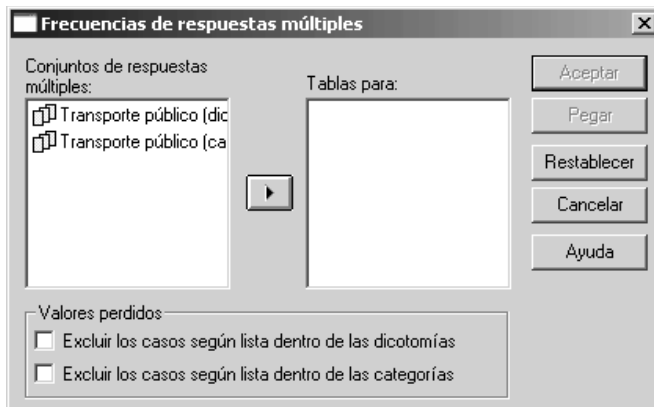 Frecuencias de respuestas múltiples
Conjuntos de respuestas
múltiples:
Transporte público (dic
Transporte público (ca
Tablas para:
Aceptar
Pegar
Restablecer
Cancelar
Ayuda
Valores perdidos
Excluir los casos según lista dentro de las dicotomías
Excluir los casos según lista dentro de las categorías